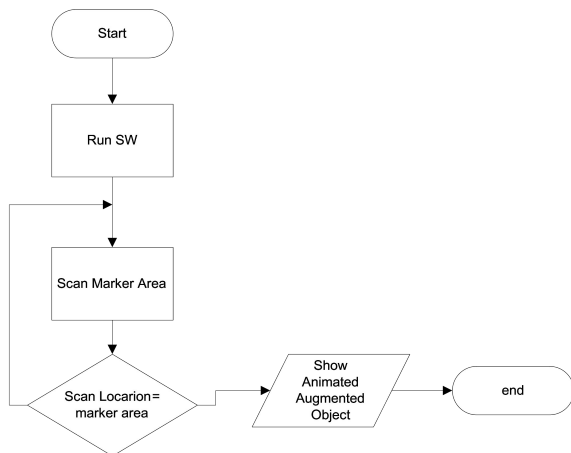 Start
Run SW
Scan Marker Area
Scan Locarion=
marker area
Show
Animated
Augmented
Object
end